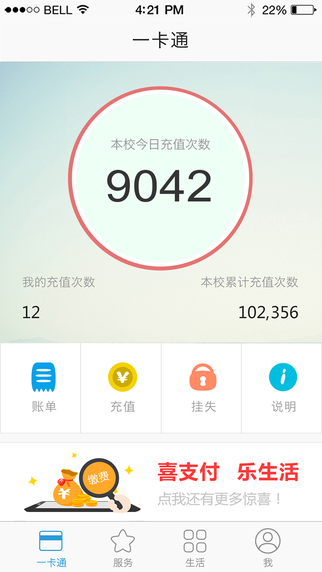 ●●●○○ BELL 4:21 PM 22%
一卡通
本校今日充值次数
9042
我的充值次数 本校累计充值次数
12 102,356
账单 充值 挂失 说明
缴费
喜支付 乐生活
点我还有更多惊喜！
一卡通 服务 生活 我